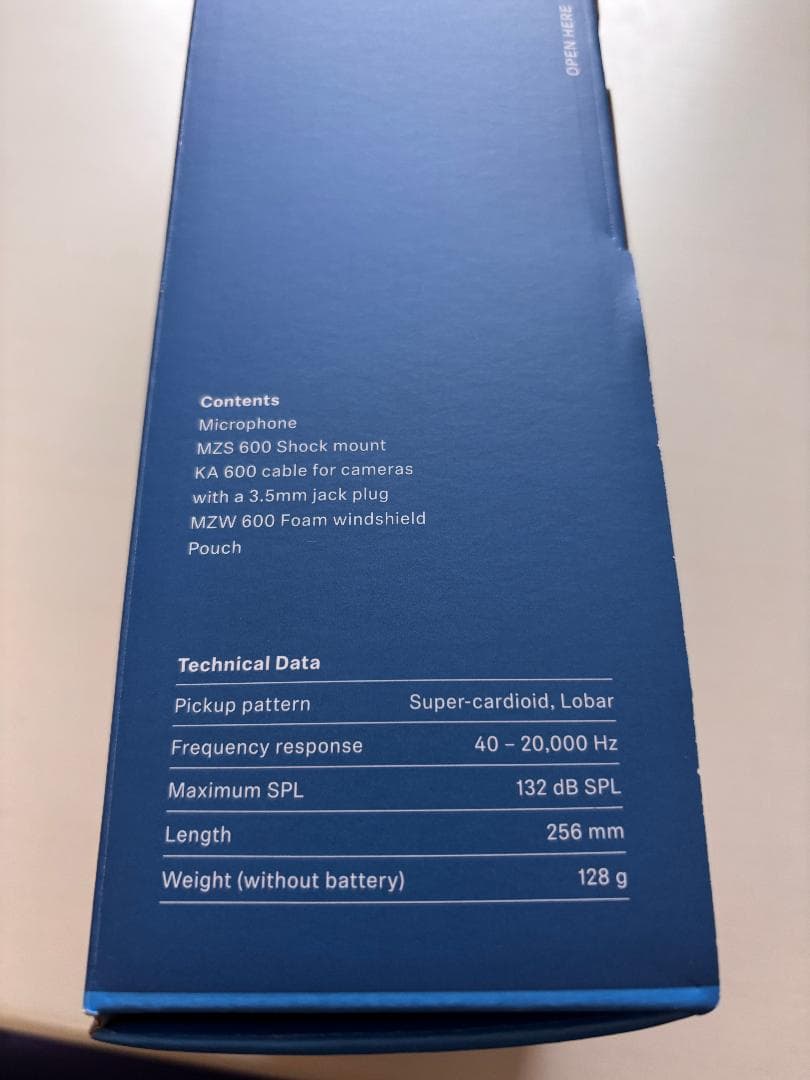 OPEN HERE
Contents
Microphone
MZS 600 Shock mount
KA 600 cable for cameras
with a 3.5mm jack plug
MZW 600 Foam windshield
Pouch
Technical Data
Pickup pattern Super-cardioid, Lobar
Frequency response 40 – 20,000 Hz
Maximum SPL 132 dB SPL
Length 256 mm
Weight (without battery) 128 g